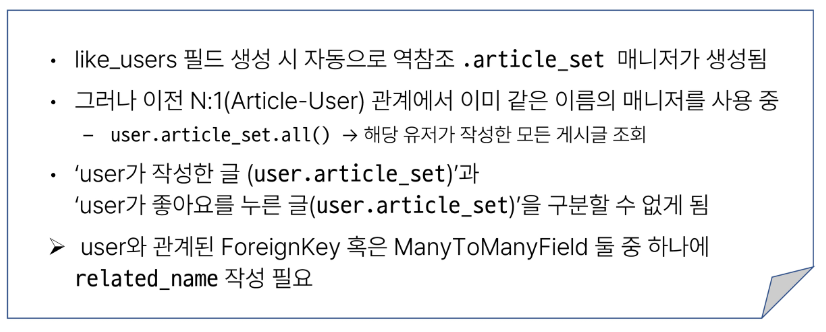 • like_users 필드 생성 시 자동으로 역참조 .article_set 매니저가 생성됨
• 그러나 이전 N:1(Article-User) 관계에서 이미 같은 이름의 매니저를 사용 중
– user.article_set.all() → 해당 유저가 작성한 모든 게시글 조회
• ‘user가 작성한 글 (user.article_set)’과
‘user가 좋아요를 누른 글(user.article_set)’을 구분할 수 없게 됨
➢ user와 관계된 ForeignKey 혹은 ManyToManyField 둘 중 하나에
related_name 작성 필요